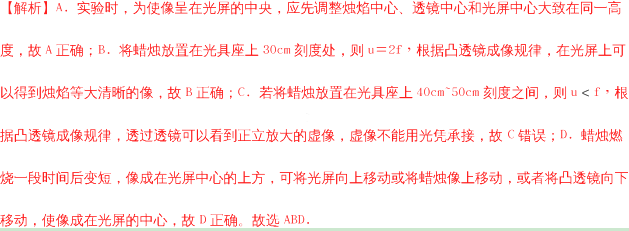 【解析】A．实验时，为使像呈在光屏的中央，应先调整烛焰中心、透镜中心和光屏中心大致在同一高
度，故 A 正确；B．将蜡烛放置在光具座上 30cm 刻度处，则 u＝2f，根据凸透镜成像规律，在光屏上可
以得到烛焰等大清晰的像，故 B 正确；C．若将蜡烛放置在光具座上 40cm~50cm 刻度之间，则 u＜f，根
据凸透镜成像规律，透过透镜可以看到正立放大的虚像，虚像不能用光凭承接，故 C 错误；D．蜡烛燃
烧一段时间后变短，像成在光屏中心的上方，可将光屏向上移动或将蜡烛像上移动，或者将凸透镜向下
移动，使像成在光屏的中心，故 D 正确。故选 ABD．